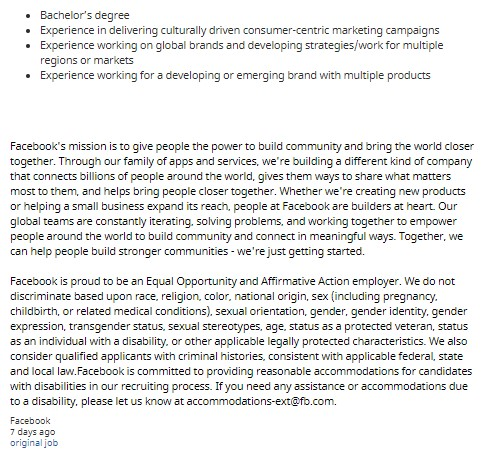 Bachelor's degree
Experience in delivering culturally driven consumer-centric marketing campaigns
Experience working on global brands and developing strategies/work for multiple
regions or markets
Experience working for a developing or emerging brand with multiple products
Facebook's mission is to give people the power to build community and bring the world closer
together. Through our family of apps and services, we're building a different kind of company
that connects billions of people around the world, gives them ways to share what matters
most to them, and helps bring people closer together. Whether we're creating new products
or helping a small business expand its reach, people at Facebook are builders at heart. Our
global teams are constantly iterating, solving problems, and working together to empower
people around the world to build community and connect in meaningful ways. Together, we
can help people build stronger communities - we're just getting started.
Facebook is proud to be an Equal Opportunity and Affirmative Action employer. We do not
discriminate based upon race, religion, color, national origin, sex (including pregnancy,
childbirth, or related medical conditions), sexual orientation, gender, gender identity, gender
expression, transgender status, sexual stereotypes, age, status as a protected veteran, status
as an individual with a disability, or other applicable legally protected characteristics. We also
consider qualified applicants with criminal histories, consistent with applicable federal, state
and local law.Facebook is committed to providing reasonable accommodations for candidates
with disabilities in our recruiting process. If you need any assistance or accommodations due
to a disability, please let us know at accommodations-ext@fb.com.
Facebook
7 days ago
original job